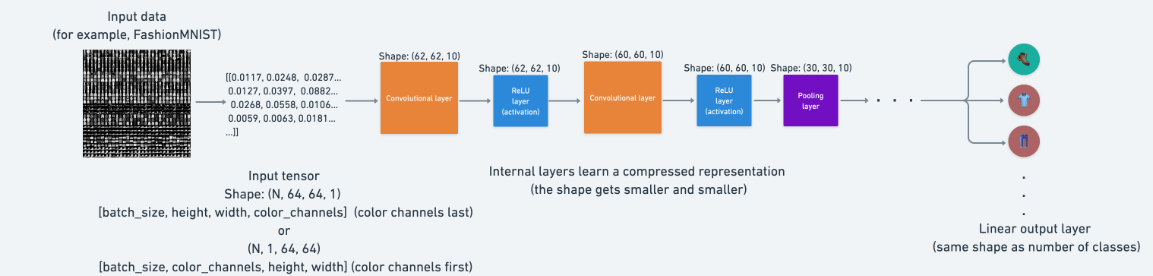 Input data
(for example, FashionMNIST)
[[0.0117, 0.0248, 0.0287...
0.0127, 0.0397, 0.0882...
0.0268, 0.0558, 0.0106...
0.0059, 0.0063, 0.0181...
...]]
Shape: (62, 62, 10)
Convolutional layer
Shape: (62, 62, 10)
ReLU
layer
(activation)
Shape: (60, 60, 10)
Convolutional layer
Shape: (60, 60, 10)
ReLU
layer
(activation)
Shape: (30, 30, 10)
Pooling
layer
. . .
Input tensor
Shape: (N, 64, 64, 1)
[batch_size, height, width, color_channels] (color channels last)
or
(N, 1, 64, 64)
[batch_size, color_channels, height, width] (color channels first)
Internal layers learn a compressed representation
(the shape gets smaller and smaller)
.
.
.
Linear output layer
(same shape as number of classes)